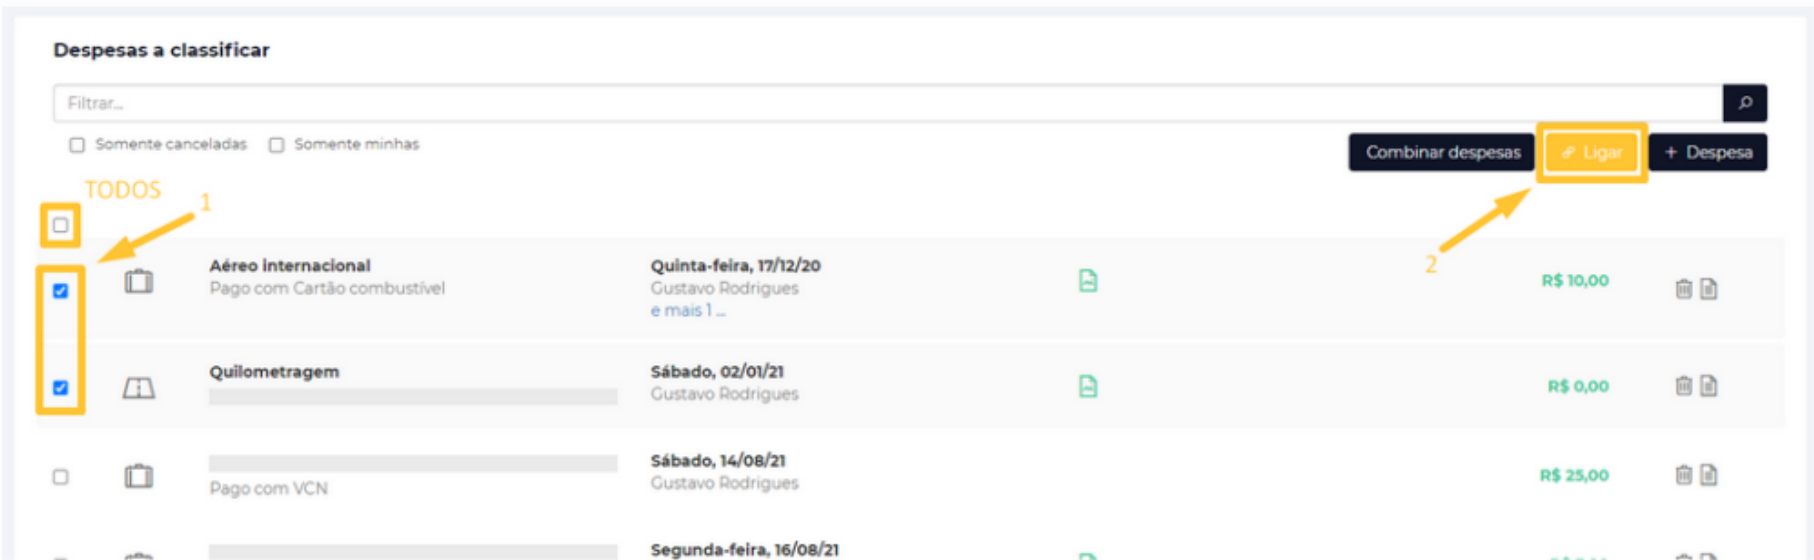 Despesas a classificar
Filtrar...
Somente canceladas Somente minhas
Combinar despesas Ligar + Despesa
TODOS
1
2
Aéreo internacional
Pago com Cartão combustível
Quinta-feira, 17/12/20
Gustavo Rodrigues
e mais 1 ...
R$ 10,00
Quilometragem
Sábado, 02/01/21
Gustavo Rodrigues
R$ 0,00
Pago com VCN
Sábado, 14/08/21
Gustavo Rodrigues
R$ 25,00
Segunda-feira, 16/08/21